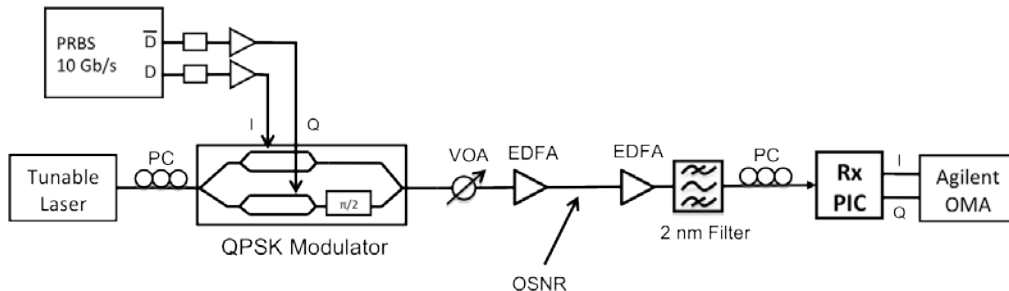 PRBS
10 Gb/s
D̅
D
I
Q
Tunable
Laser
PC
π/2
QPSK Modulator
VOA
EDFA
OSNR
EDFA
2 nm Filter
PC
Rx
PIC
I
Q
Agilent
OMA